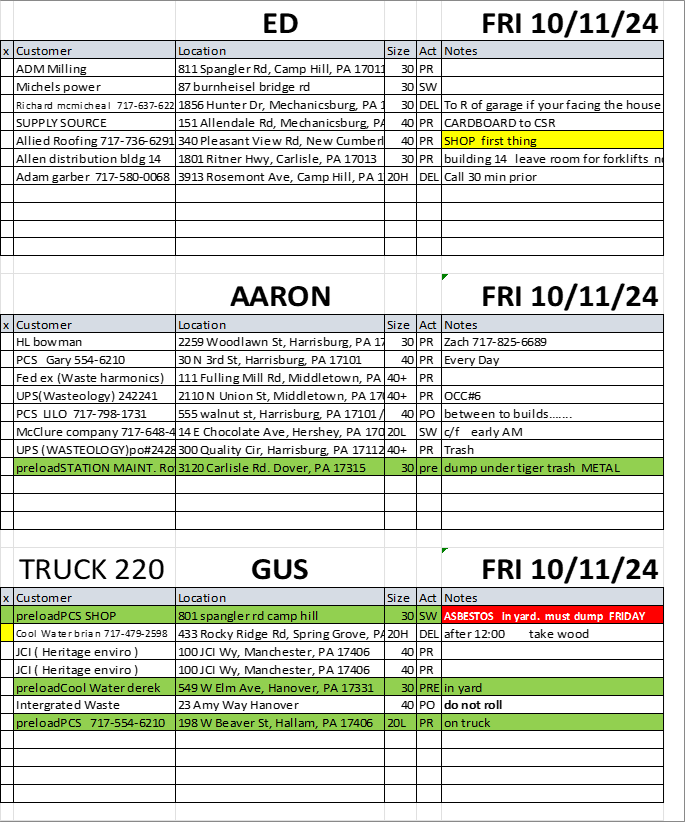 ED FRI 10/11/24
x Customer Location Size Act Notes
ADM Milling 811 Spangler Rd, Camp Hill, PA 17011 30 PR
Michels power 87 burnheisel bridge rd 30 SW
Richard mcmicheal 717-637-622 1856 Hunter Dr, Mechanicsburg, PA 1 30 DEL To R of garage if your facing the house
SUPPLY SOURCE 151 Allendale Rd, Mechanicsburg, PA 40 PR CARDBOARD to CSR
Allied Roofing 717-736-6291 340 Pleasant View Rd, New Cumberl 40 PR SHOP first thing
Allen distribution bldg 14 1801 Ritner Hwy, Carlisle, PA 17013 30 PR building 14 leave room for forklifts
Adam garber 717-580-0068 3913 Rosemont Ave, Camp Hill, PA 1 20H DEL Call 30 min prior
AARON FRI 10/11/24
x Customer Location Size Act Notes
HL bowman 2259 Woodlawn St, Harrisburg, PA 17 30 PR Zach 717-825-6689
PCS Gary 554-6210 30 N 3rd St, Harrisburg, PA 17101 40 PR Every Day
Fed ex (Waste harmonics) 111 Fulling Mill Rd, Middletown, PA 40+ PR
UPS(Wasteology) 242241 2110 N Union St, Middletown, PA 170 40+ PR OCC#6
PCS LILO 717-798-1731 555 walnut st, Harrisburg, PA 17101 / 40 PO between to builds.......
McClure company 717-648-4 14 E Chocolate Ave, Hershey, PA 170 20L SW c/f early AM
UPS (WASTEOLOGY)po#2428 300 Quality Cir, Harrisburg, PA 17112 40+ PR Trash
preloadSTATION MAINT. Ro 3120 Carlisle Rd. Dover, PA 17315 30 pre dump under tiger trash METAL
TRUCK 220 GUS FRI 10/11/24
x Customer Location Size Act Notes
preloadPCS SHOP 801 spangler rd camp hill 30 SW ASBESTOS In yard. must dump FRIDAY
Cool Water brian 717-479-2598 433 Rocky Ridge Rd, Spring Grove, PA 20H DEL after 12:00 take wood
JCI ( Heritage enviro ) 100 JCI Wy, Manchester, PA 17406 40 PR
JCI ( Heritage enviro ) 100 JCI Wy, Manchester, PA 17406 40 PR
preloadCool Water derek 549 W Elm Ave, Hanover, PA 17331 30 PRE in yard
Intergrated Waste 23 Amy Way Hanover 40 PO do not roll
preloadPCS 717-554-6210 198 W Beaver St, Hallam, PA 17406 20L PR on truck